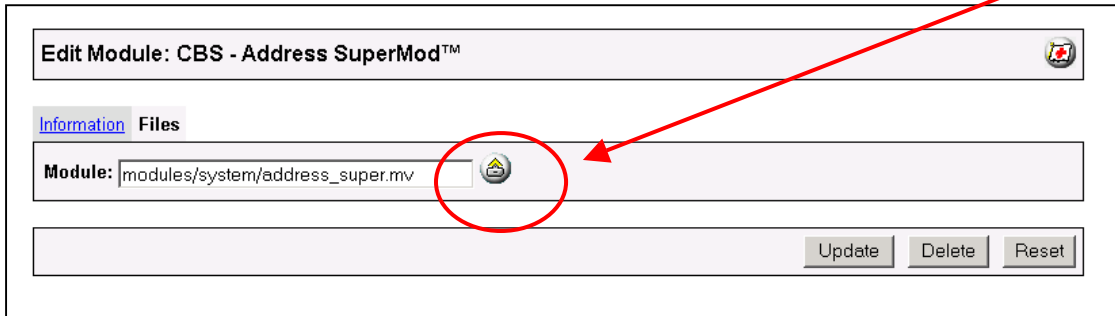 Edit Module: CBS - Address SuperMod™
Information Files
Module: modules/system/address_super.mv
Update Delete Reset